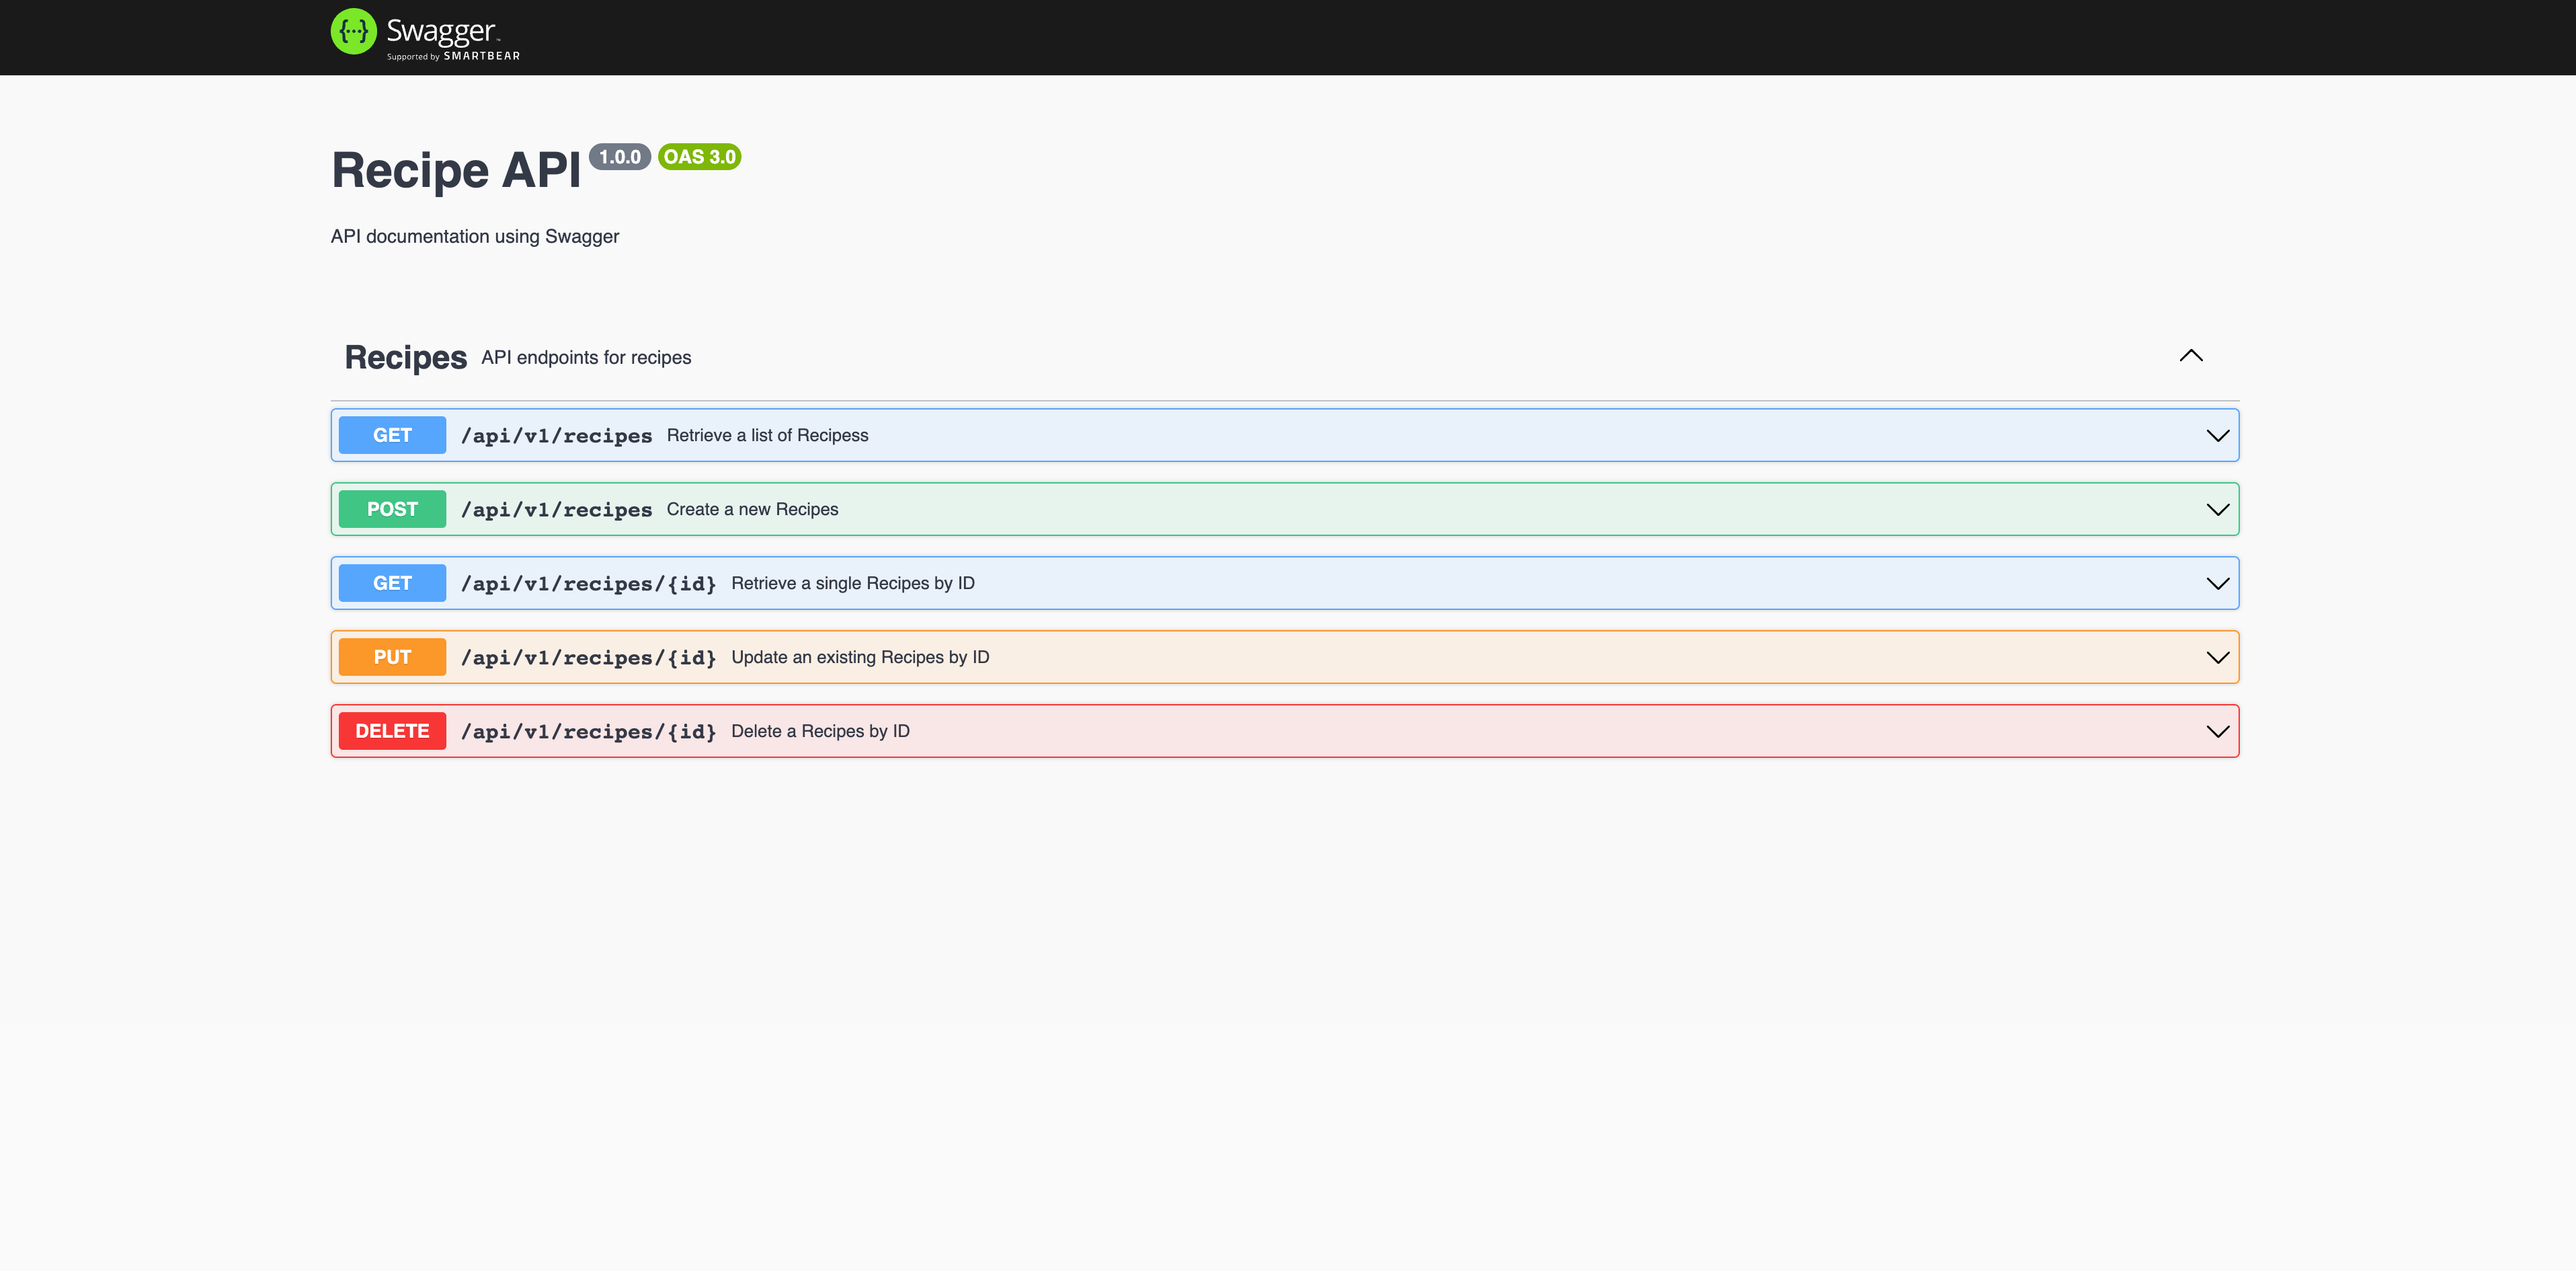 {···} Swagger™
Supported by SMARTBEAR
Recipe API 1.0.0 OAS 3.0
API documentation using Swagger
Recipes API endpoints for recipes
GET /api/v1/recipes Retrieve a list of Recipess
POST /api/v1/recipes Create a new Recipes
GET /api/v1/recipes/{id} Retrieve a single Recipes by ID
PUT /api/v1/recipes/{id} Update an existing Recipes by ID
DELETE /api/v1/recipes/{id} Delete a Recipes by ID